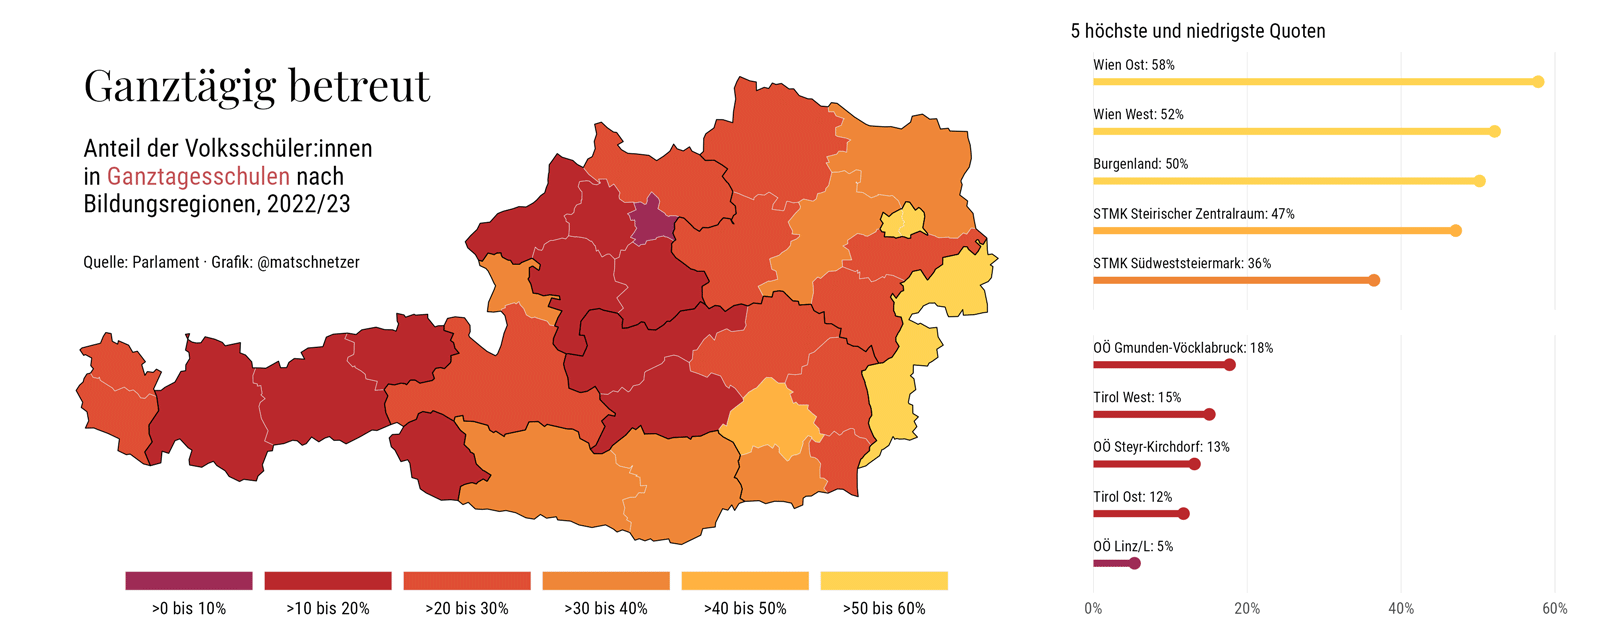 Ganztägig betreut
Anteil der Volksschüler:innen
in Ganztagesschulen nach
Bildungsregionen, 2022/23
Quelle: Parlament · Grafik: @matschnetzer
>0 bis 10%
>10 bis 20%
>20 bis 30%
>30 bis 40%
>40 bis 50%
>50 bis 60%
5 höchste und niedrigste Quoten
Wien Ost: 58%
Wien West: 52%
Burgenland: 50%
STMK Steirischer Zentralraum: 47%
STMK Südweststeiermark: 36%
OÖ Gmunden-Vöcklabruck: 18%
Tirol West: 15%
OÖ Steyr-Kirchdorf: 13%
Tirol Ost: 12%
OÖ Linz/L: 5%
0%
20%
40%
60%